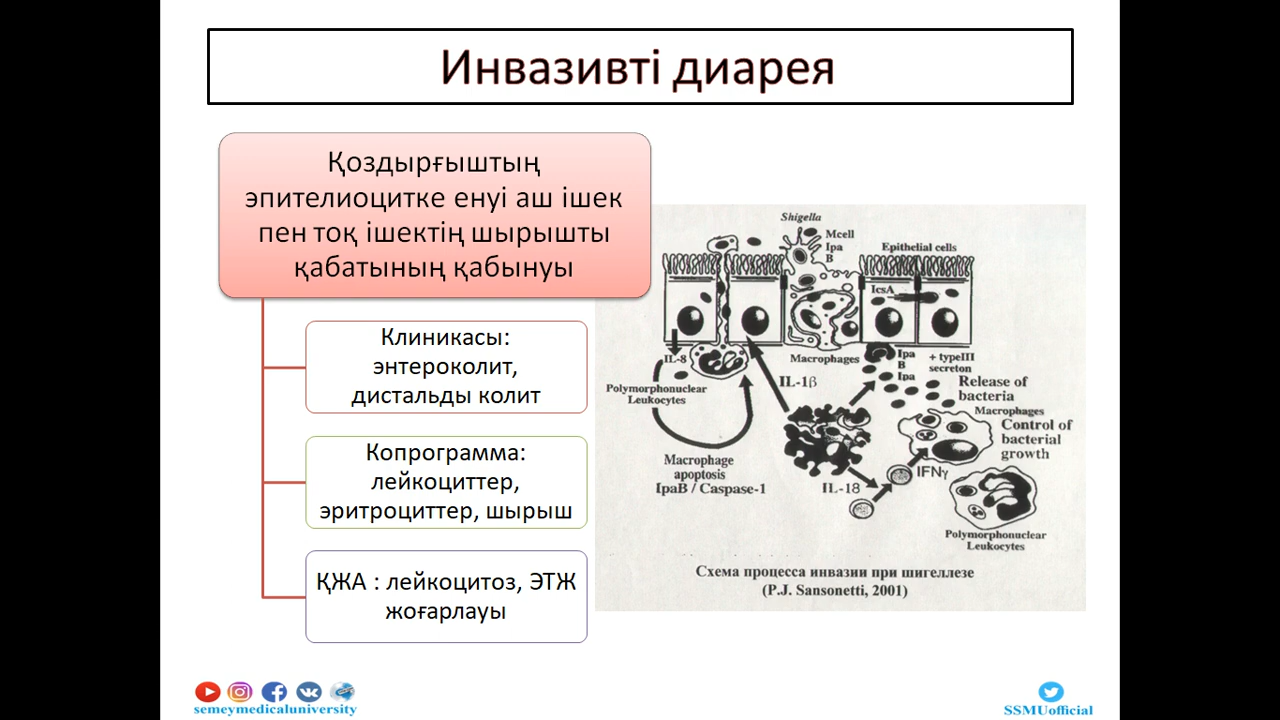 Инвазивті диарея
Қоздырғыштың
эпителиоцитке енуі аш ішек
пен тоқ ішектің шырышты
қабатының қабынуы
Клиникасы:
энтероколит,
дистальды колит
Копрограмма:
лейкоциттер,
эритроциттер, шырыш
ҚЖА : лейкоцитоз, ЭТЖ
жоғарлауы
Shigella
Mcell
Ipa
B
Epithelial cells
IcsA
IL-8
Macrophages
Ipa
B
Ipa
+ typeIII
secreton
Polymorphonuclear
Leukocytes
IL-1β
Release of
bacteria
Macrophages
Control of
bacterial
growth
Macrophage
apoptosis
IpaB / Caspase-1
IL-18
IFNγ
Polymorphonuclear
Leukocytes
Схема процесса инвазии при шигеллезе
(P.J. Sansonetti, 2001)
semeymedicaluniversity
SSMUofficial